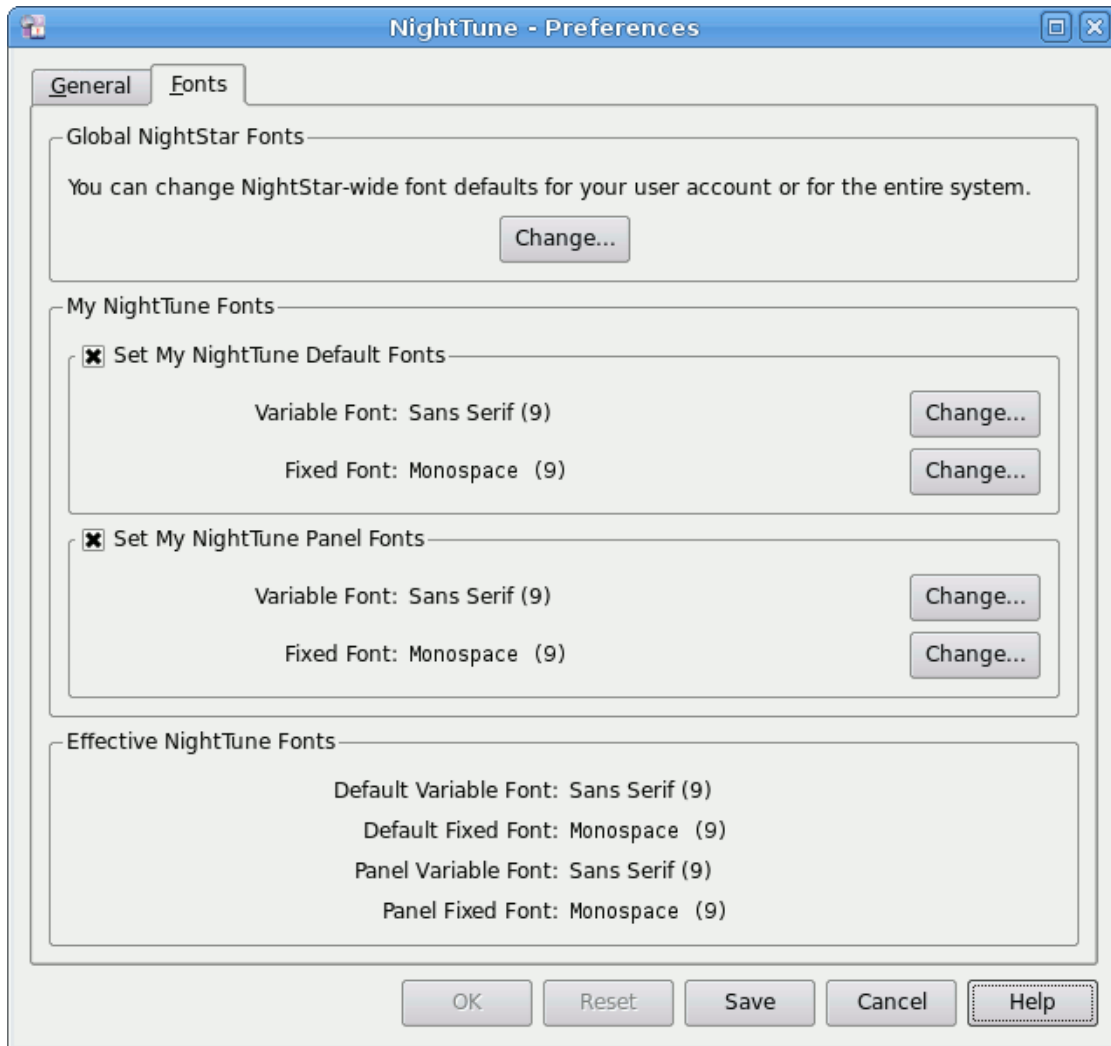 NightTune - Preferences
General Fonts
Global NightStar Fonts
You can change NightStar-wide font defaults for your user account or for the entire system.
Change...
My NightTune Fonts
Set My NightTune Default Fonts
Variable Font: Sans Serif (9) Change...
Fixed Font: Monospace (9) Change...
Set My NightTune Panel Fonts
Variable Font: Sans Serif (9) Change...
Fixed Font: Monospace (9) Change...
Effective NightTune Fonts
Default Variable Font: Sans Serif (9)
Default Fixed Font: Monospace (9)
Panel Variable Font: Sans Serif (9)
Panel Fixed Font: Monospace (9)
OK Reset Save Cancel Help